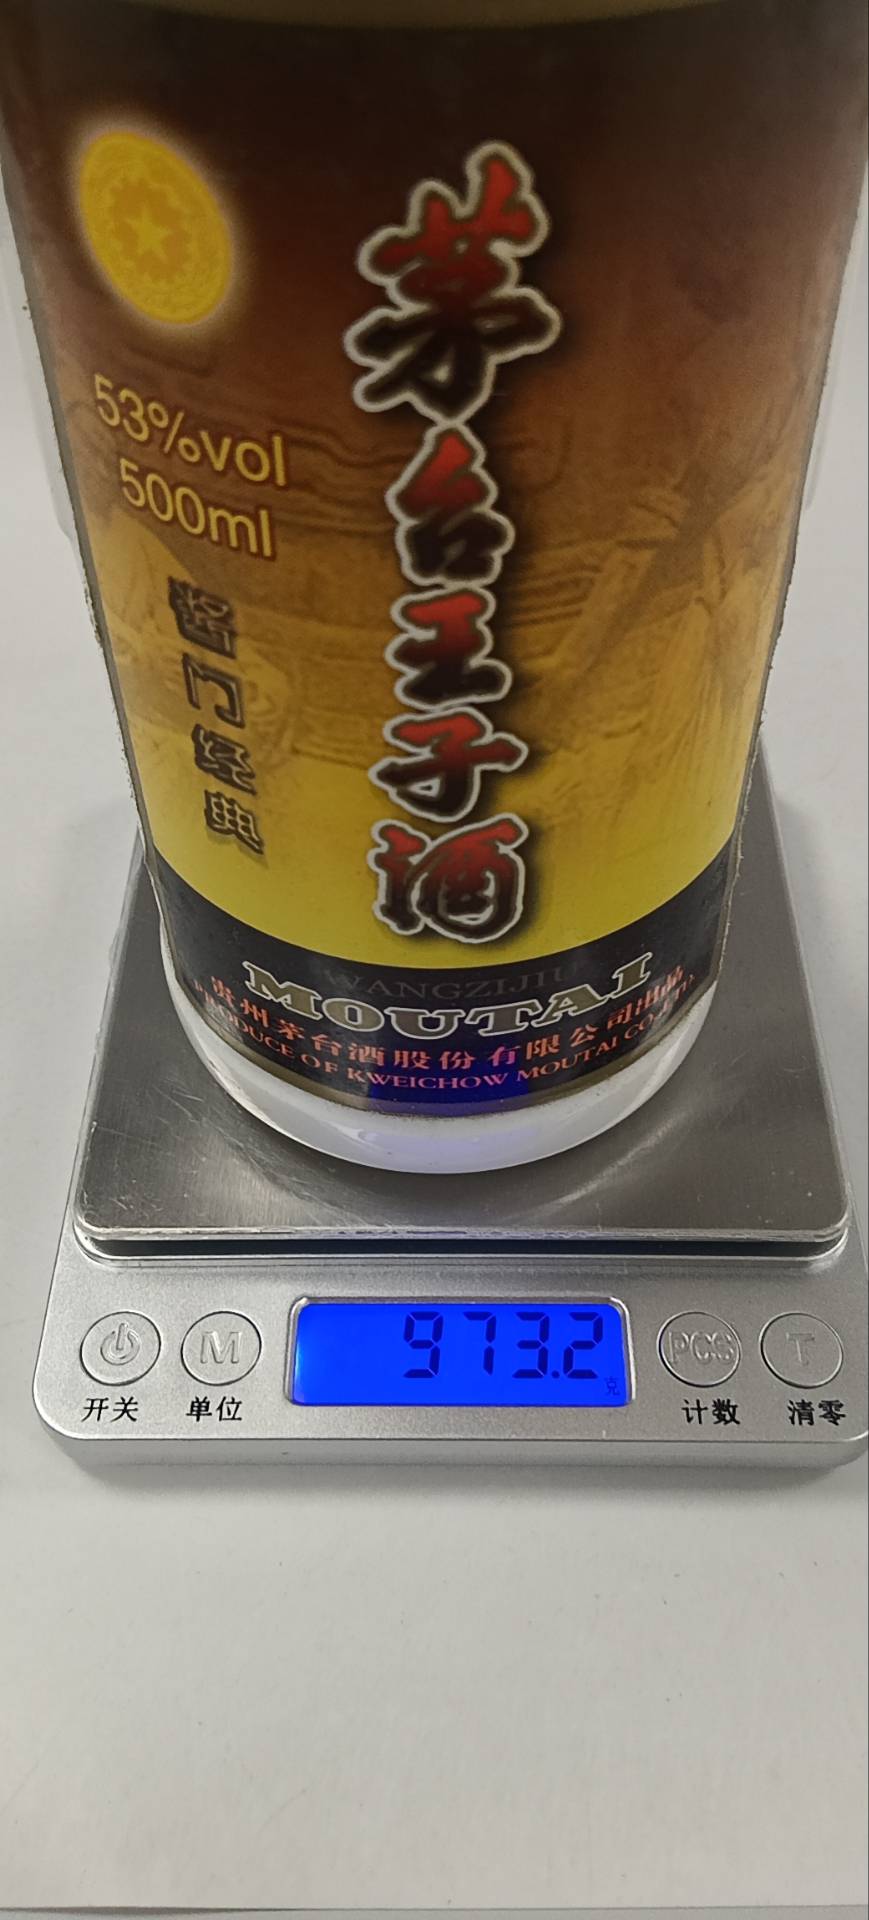 53%vol
500ml
酱门经典
茅台王子酒
WANGZIJIU
MOUTAI
贵州茅台酒股份有限公司出品
PRODUCE OF KWEICHOW MOUTAI CO.,LTD.
973.2
克
M
PCS
T
开关
单位
计数
清零